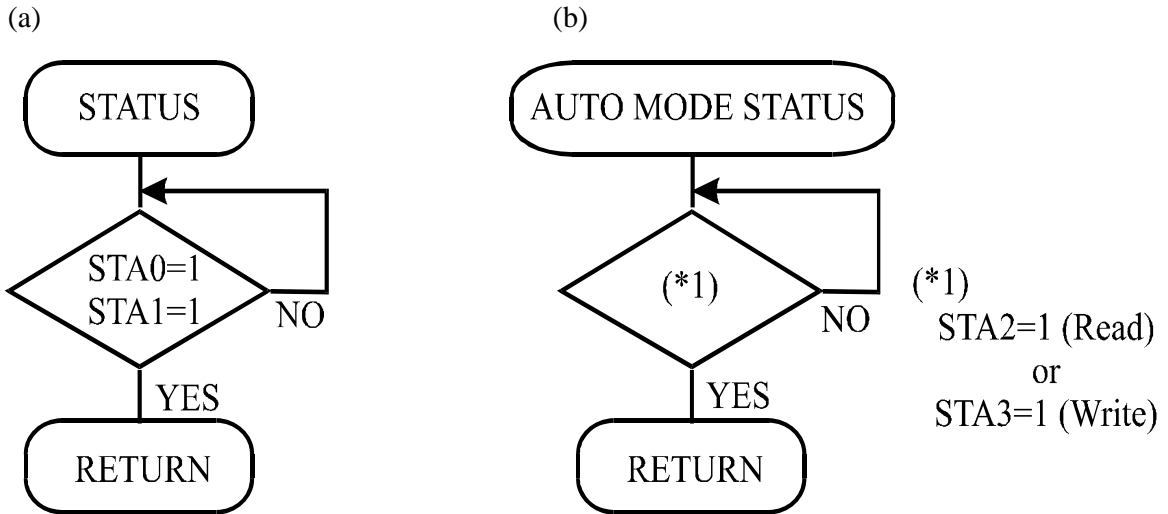 (a)
STATUS
STA0=1
STA1=1
NO
YES
RETURN
(b)
AUTO MODE STATUS
(*1)
NO
YES
RETURN
(*1)
STA2=1 (Read)
or
STA3=1 (Write)